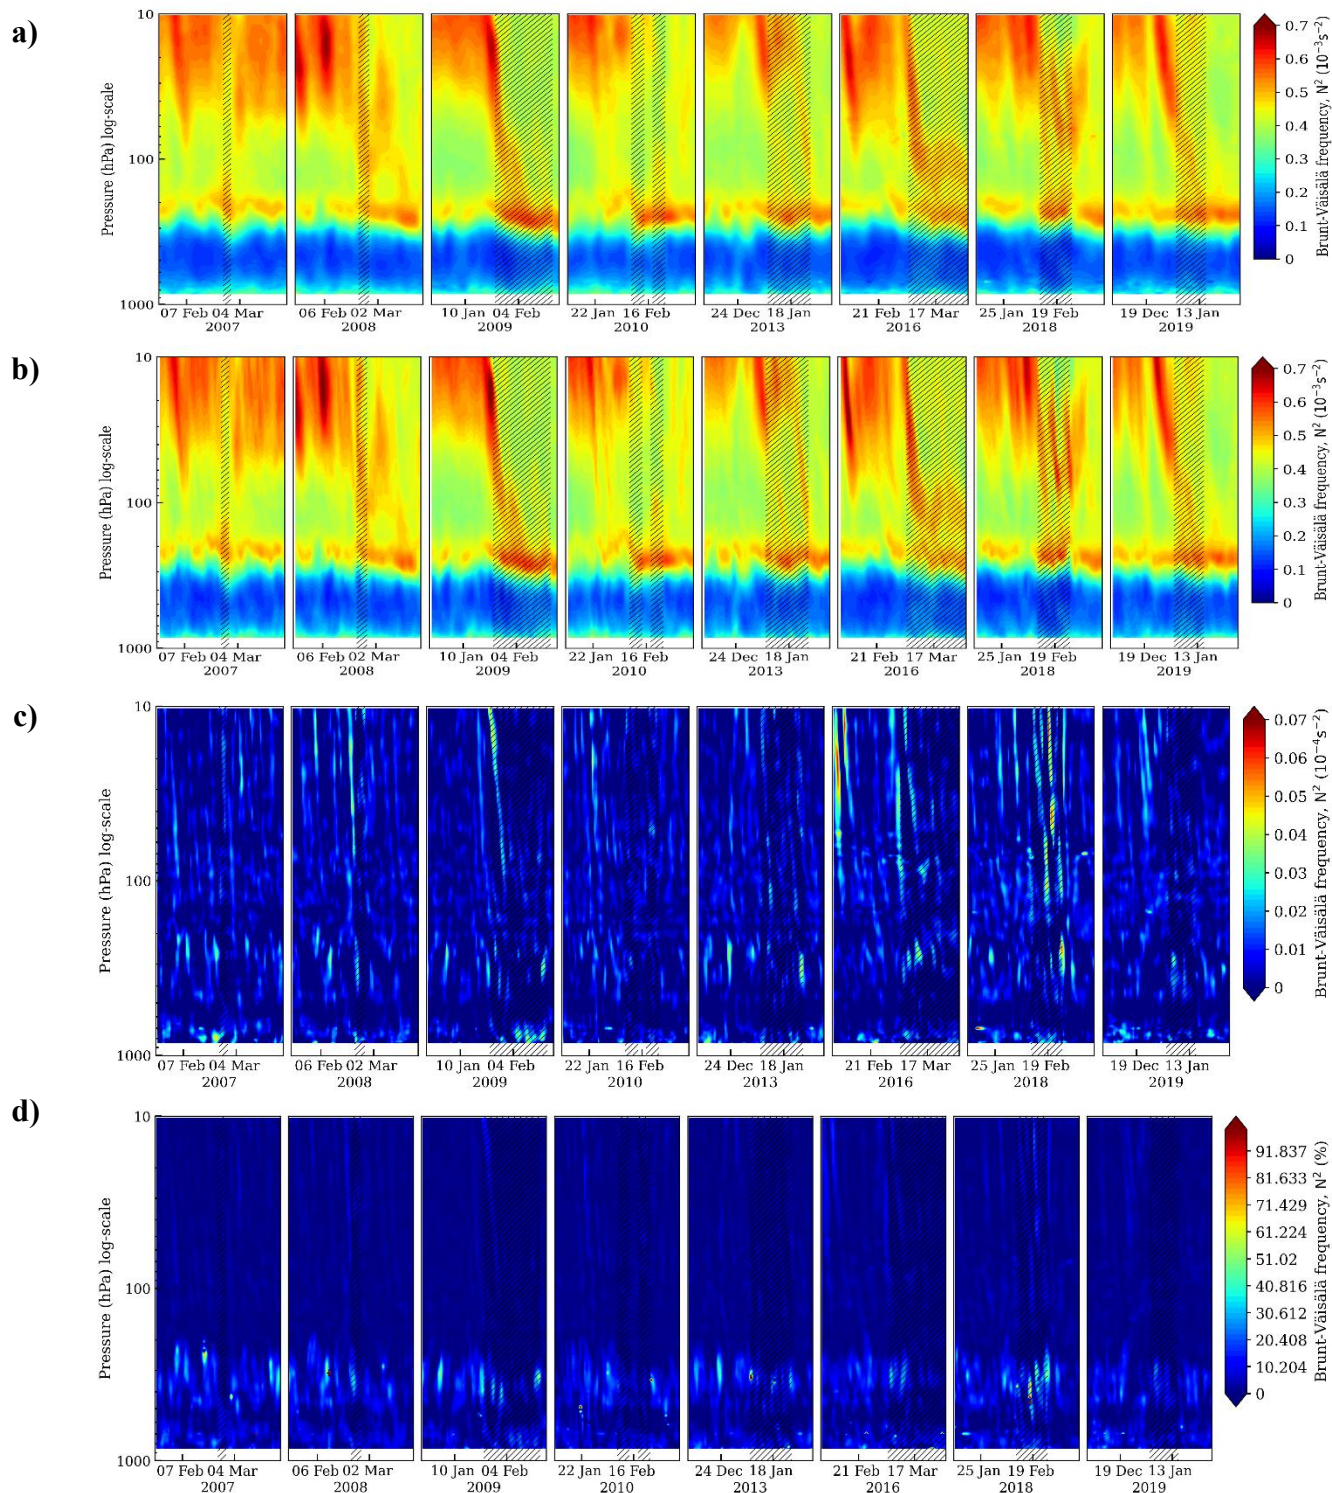 a)
10
100
1000
Pressure (hPa) log-scale
07 Feb 04 Mar
2007
06 Feb 02 Mar
2008
10 Jan 04 Feb
2009
22 Jan 16 Feb
2010
24 Dec 18 Jan
2013
21 Feb 17 Mar
2016
25 Jan 19 Feb
2018
19 Dec 13 Jan
2019
0.7
0.6
0.5
0.4
0.3
0.2
0.1
0
Brunt-Väisälä frequency, N² (10⁻³s⁻²)
b)
10
100
1000
Pressure (hPa) log-scale
07 Feb 04 Mar
2007
06 Feb 02 Mar
2008
10 Jan 04 Feb
2009
22 Jan 16 Feb
2010
24 Dec 18 Jan
2013
21 Feb 17 Mar
2016
25 Jan 19 Feb
2018
19 Dec 13 Jan
2019
0.7
0.6
0.5
0.4
0.3
0.2
0.1
0
Brunt-Väisälä frequency, N² (10⁻³s⁻²)
c)
10
100
1000
Pressure (hPa) log-scale
07 Feb 04 Mar
2007
06 Feb 02 Mar
2008
10 Jan 04 Feb
2009
22 Jan 16 Feb
2010
24 Dec 18 Jan
2013
21 Feb 17 Mar
2016
25 Jan 19 Feb
2018
19 Dec 13 Jan
2019
0.07
0.06
0.05
0.04
0.03
0.02
0.01
0
Brunt-Väisälä frequency, N² (10⁻⁴s⁻²)
d)
10
100
1000
Pressure (hPa) log-scale
07 Feb 04 Mar
2007
06 Feb 02 Mar
2008
10 Jan 04 Feb
2009
22 Jan 16 Feb
2010
24 Dec 18 Jan
2013
21 Feb 17 Mar
2016
25 Jan 19 Feb
2018
19 Dec 13 Jan
2019
91.837
81.633
71.429
61.224
51.02
40.816
30.612
20.408
10.204
0
Brunt-Väisälä frequency, N² (%)